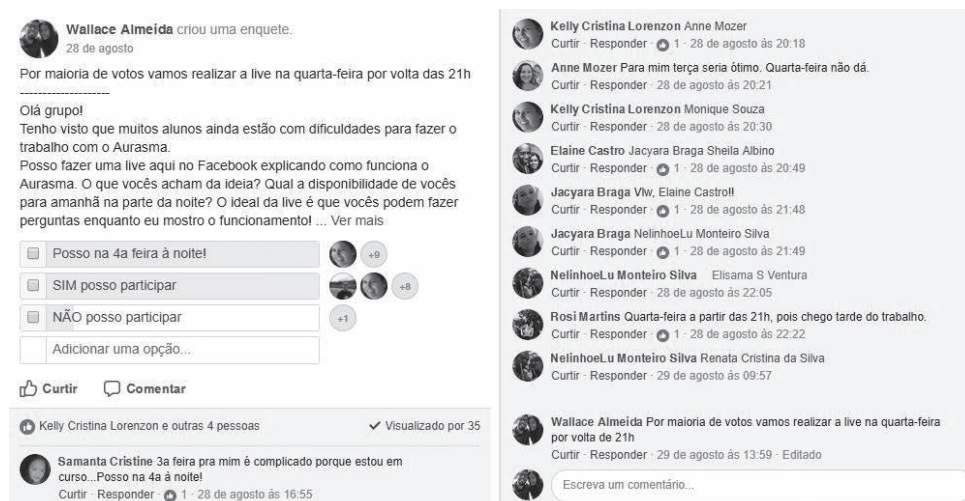 Wallace Almeida criou uma enquete.
28 de agosto
Por maioria de votos vamos realizar a live na quarta-feira por volta das 21h
--------------------
Olá grupo!
Tenho visto que muitos alunos ainda estão com dificuldades para fazer o
trabalho com o Aurasma.
Posso fazer uma live aqui no Facebook explicando como funciona o
Aurasma. O que vocês acham da ideia? Qual a disponibilidade de vocês
para amanhã na parte da noite? O ideal da live é que vocês podem fazer
perguntas enquanto eu mostro o funcionamento! ... Ver mais
Posso na 4a feira à noite!
+9
SIM posso participar
+8
NÃO posso participar
+1
Adicionar uma opção...
Curtir Comentar
Kelly Cristina Lorenzon e outras 4 pessoas Visualizado por 35
Samanta Cristine 3a feira pra mim é complicado porque estou em
curso...Posso na 4a à noite!
Curtir · Responder · 1 · 28 de agosto às 16:55
Kelly Cristina Lorenzon Anne Mozer
Curtir · Responder · 1 · 28 de agosto às 20:18
Anne Mozer Para mim terça seria ótimo. Quarta-feira não dá.
Curtir · Responder · 28 de agosto às 20:21
Kelly Cristina Lorenzon Monique Souza
Curtir · Responder · 28 de agosto às 20:30
Elaine Castro Jacyara Braga Sheila Albino
Curtir · Responder · 1 · 28 de agosto às 20:49
Jacyara Braga Vlw, Elaine Castro!!
Curtir · Responder · 1 · 28 de agosto às 21:48
Jacyara Braga NelinhoeLu Monteiro Silva
Curtir · Responder · 1 · 28 de agosto às 21:49
NelinhoeLu Monteiro Silva Elisama S Ventura
Curtir · Responder · 28 de agosto às 22:05
Rosi Martins Quarta-feira a partir das 21h, pois chego tarde do trabalho.
Curtir · Responder · 1 · 28 de agosto às 22:22
NelinhoeLu Monteiro Silva Renata Cristina da Silva
Curtir · Responder · 29 de agosto às 09:57
Wallace Almeida Por maioria de votos vamos realizar a live na quarta-feira
por volta de 21h
Curtir · Responder · 29 de agosto às 13:59 · Editado
Escreva um comentário...